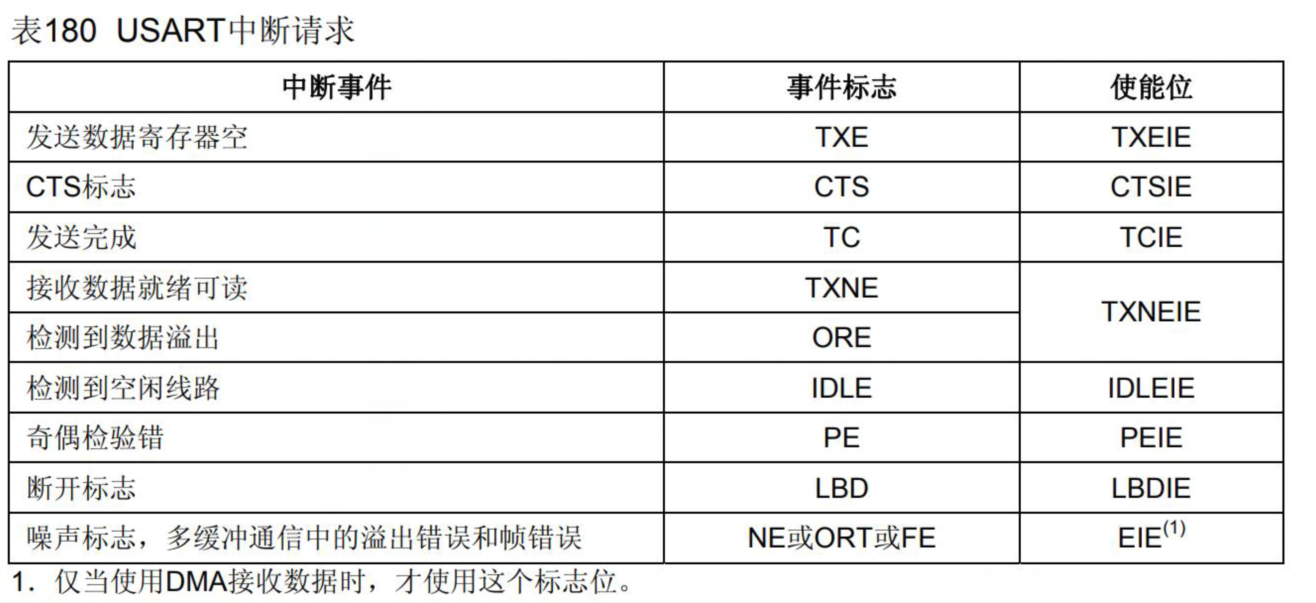 表180 USART中断请求
中断事件 事件标志 使能位
发送数据寄存器空 TXE TXEIE
CTS标志 CTS CTSIE
发送完成 TC TCIE
接收数据就绪可读 TXNE TXNEIE
检测到数据溢出 ORE
检测到空闲线路 IDLE IDLEIE
奇偶检验错 PE PEIE
断开标志 LBD LBDIE
噪声标志，多缓冲通信中的溢出错误和帧错误 NE或ORT或FE EIE(1)
1. 仅当使用DMA接收数据时，才使用这个标志位。